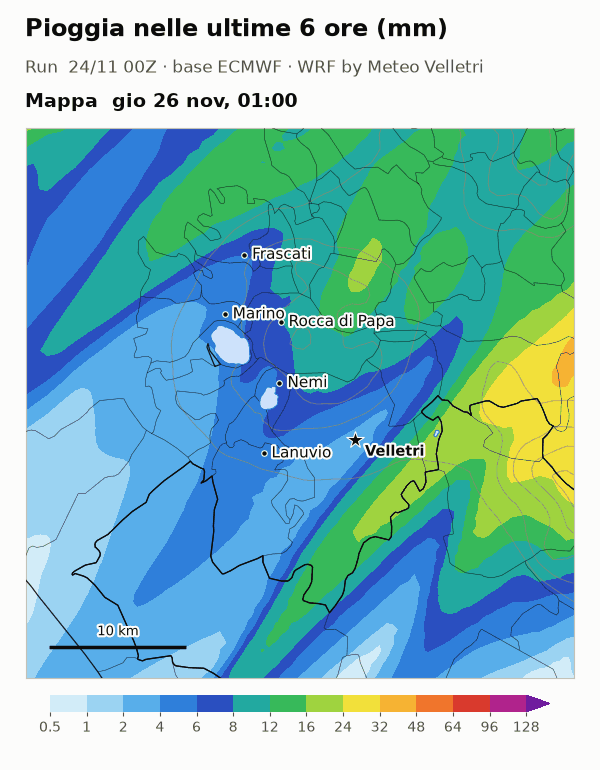 Pioggia nelle ultime 6 ore (mm)
Run  24/11 00Z · base ECMWF · WRF by Meteo Velletri
Mappa  gio 26 nov, 01:00
Frascati
Marino
Rocca di Papa
Nemi
Velletri
Lanuvio
10 km
0.5 1 2 4 6 8 12 16 24 32 48 64 96 128